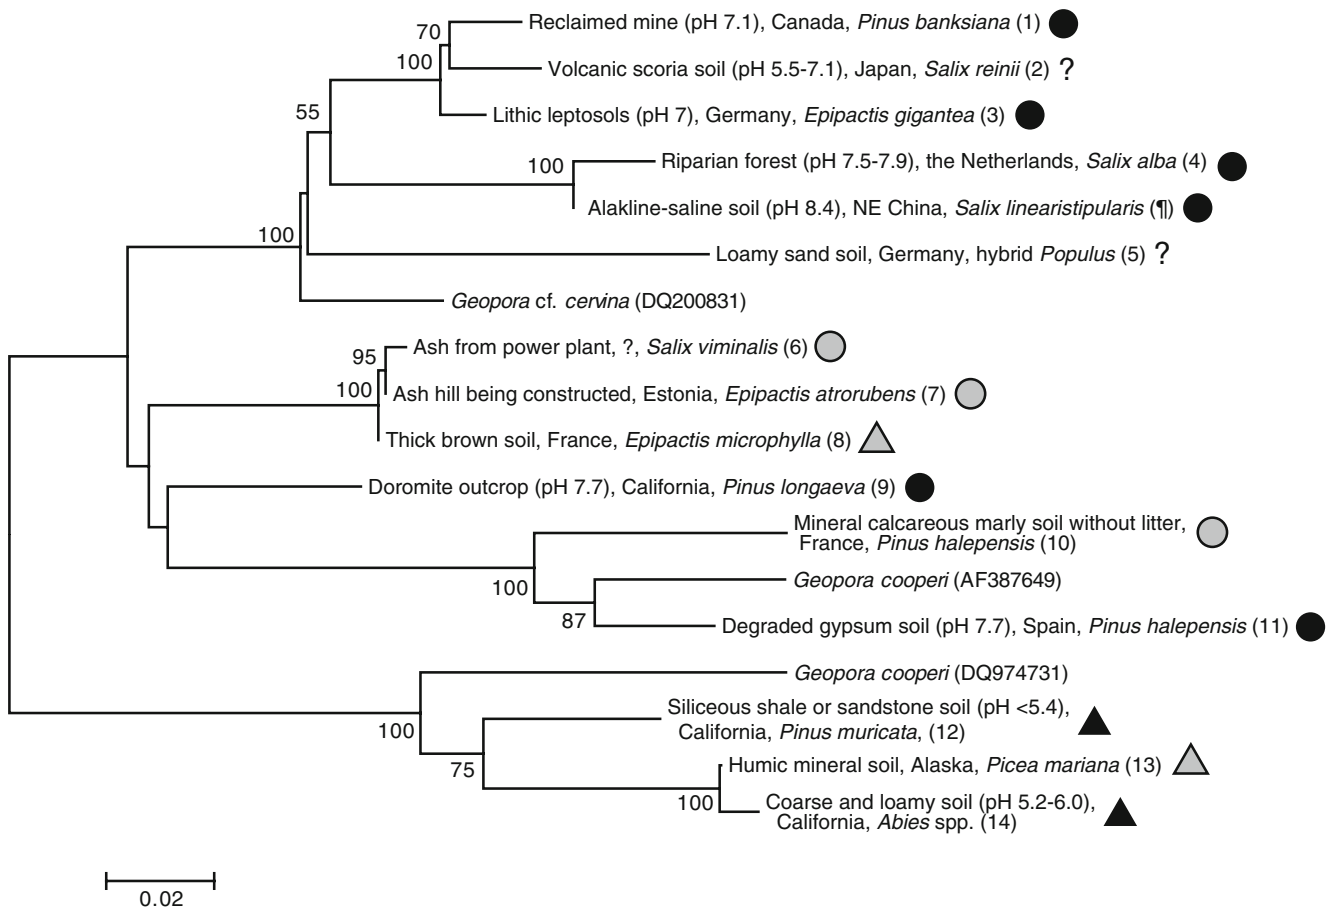 70
Reclaimed mine (pH 7.1), Canada, Pinus banksiana (1)
100
Volcanic scoria soil (pH 5.5-7.1), Japan, Salix reinii (2) ?
55
Lithic leptosols (pH 7), Germany, Epipactis gigantea (3)
100
Riparian forest (pH 7.5-7.9), the Netherlands, Salix alba (4)
Alakline-saline soil (pH 8.4), NE China, Salix linearistipularis (¶)
100
Loamy sand soil, Germany, hybrid Populus (5) ?
Geopora cf. cervina (DQ200831)
95
Ash from power plant, ?, Salix viminalis (6)
100
Ash hill being constructed, Estonia, Epipactis atrorubens (7)
Thick brown soil, France, Epipactis microphylla (8)
Doromite outcrop (pH 7.7), California, Pinus longaeva (9)
Mineral calcareous marly soil without litter,
France, Pinus halepensis (10)
100
Geopora cooperi (AF387649)
87
Degraded gypsum soil (pH 7.7), Spain, Pinus halepensis (11)
Geopora cooperi (DQ974731)
100
Siliceous shale or sandstone soil (pH <5.4),
California, Pinus muricata, (12)
75
Humic mineral soil, Alaska, Picea mariana (13)
100
Coarse and loamy soil (pH 5.2-6.0),
California, Abies spp. (14)
0.02